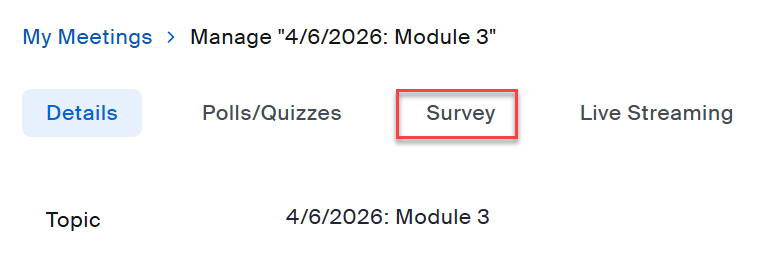 My Meetings > Manage "4/6/2026: Module 3"
Details Polls/Quizzes Survey Live Streaming
Topic 4/6/2026: Module 3